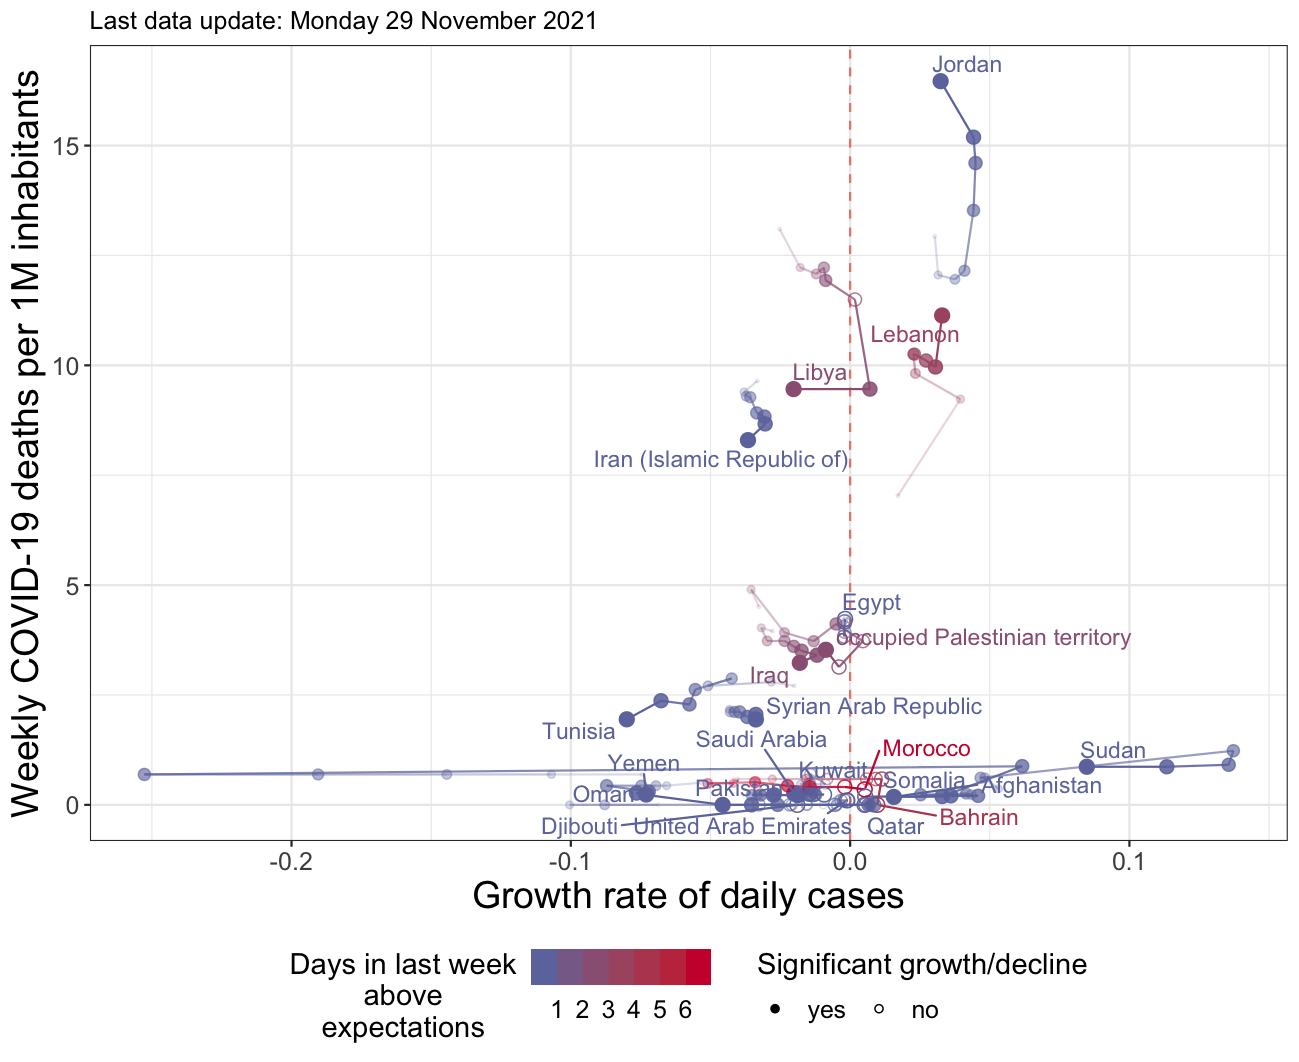 Last data update: Monday 29 November 2021
Weekly COVID-19 deaths per 1M inhabitants
15
10
5
0
Jordan
Lebanon
Libya
Iran (Islamic Republic of)
Egypt
Occupied Palestinian territory
Iraq
Syrian Arab Republic
Tunisia
Saudi Arabia
Morocco
Sudan
Yemen
Kuwait
Somalia
Afghanistan
Pakistan
Oman
Bahrain
Djibouti
United Arab Emirates
Qatar
-0.2
-0.1
0.0
0.1
Growth rate of daily cases
Days in last week
above
expectations
1 2 3 4 5 6
Significant growth/decline
yes
no